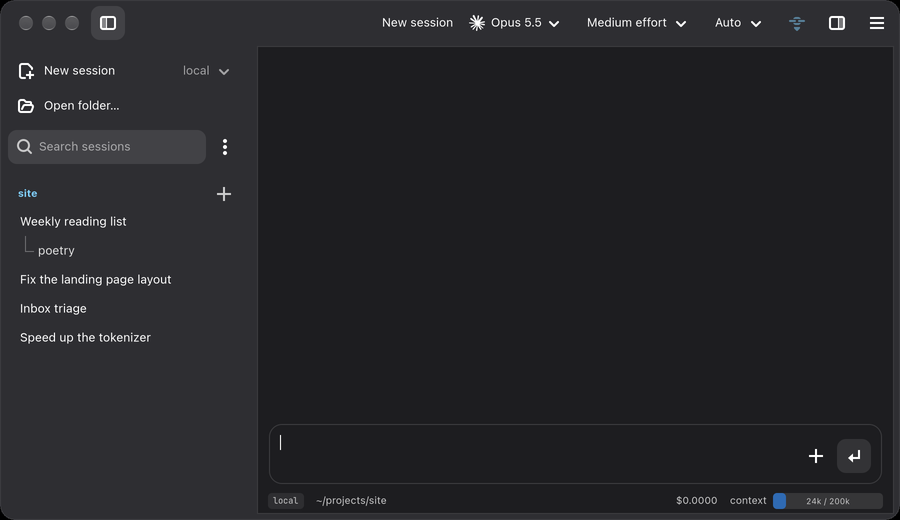 New session Opus 5.5 Medium effort Auto
New session local
Open folder...
Search sessions
site
Weekly reading list
poetry
Fix the landing page layout
Inbox triage
Speed up the tokenizer
local ~/projects/site $0.0000 context 24k / 200k